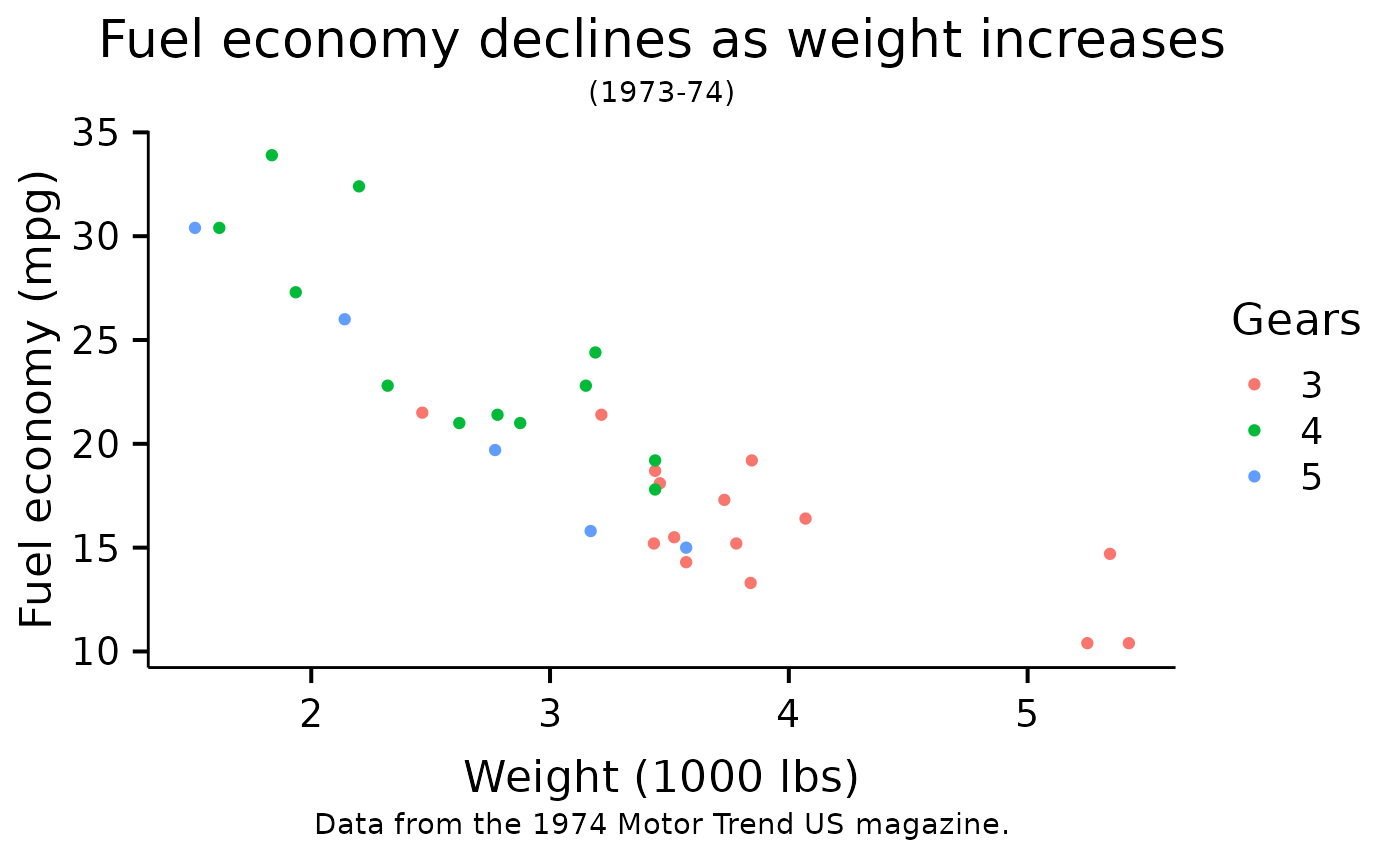 Fuel economy declines as weight increases
(1973-74)
Fuel economy (mpg)
35
30
25
20
15
10
2 3 4 5
Weight (1000 lbs)
Data from the 1974 Motor Trend US magazine.
Gears
3
4
5